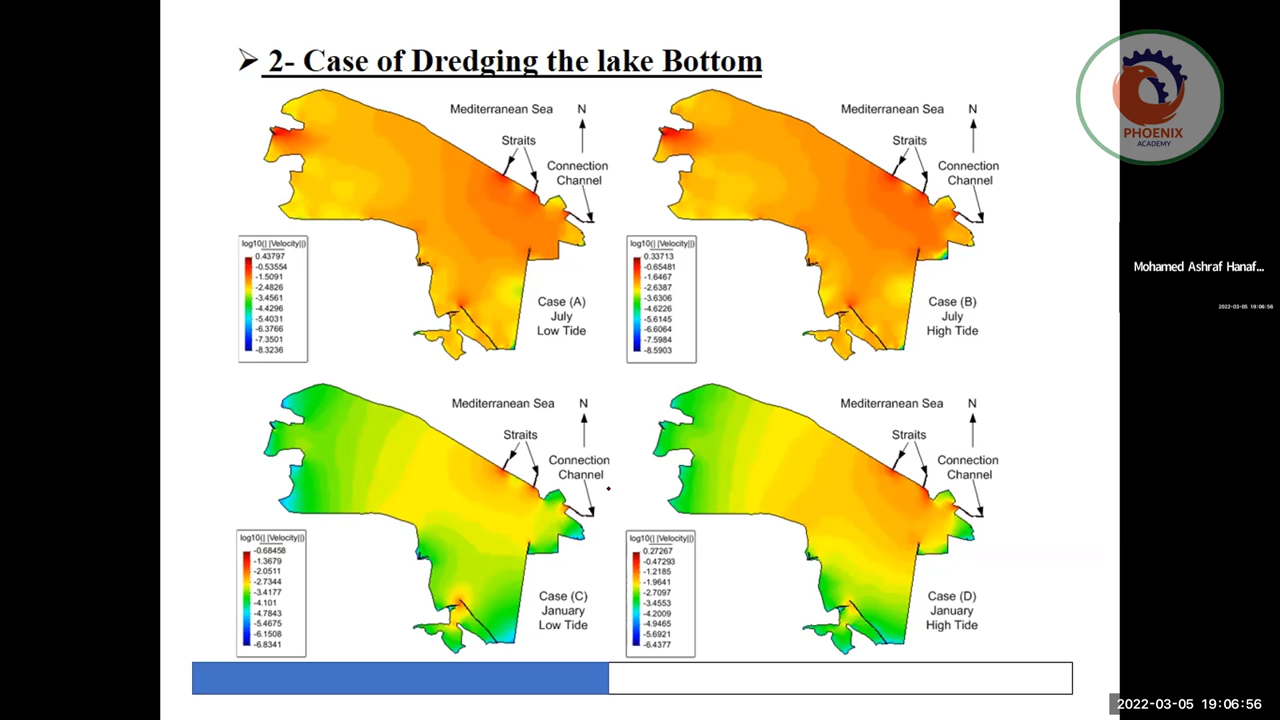 ➢ 2- Case of Dredging the lake Bottom
Mediterranean Sea N
Straits
Connection
Channel
log10(| |Velocity||)
0.43797
-0.53554
-1.5091
-2.4826
-3.4561
-4.4296
-5.4031
-6.3766
-7.3501
-8.3236
Case (A)
July
Low Tide
Mediterranean Sea N
Straits
Connection
Channel
log10(| |Velocity||)
0.33713
-0.65481
-1.6467
-2.6387
-3.6306
-4.6226
-5.6145
-6.6064
-7.5984
-8.5903
Case (B)
July
High Tide
Mediterranean Sea N
Straits
Connection
Channel
log10(| |Velocity||)
-0.68458
-1.3679
-2.0511
-2.7344
-3.4177
-4.101
-4.7843
-5.4675
-6.1508
-6.8341
Case (C)
January
Low Tide
Mediterranean Sea N
Straits
Connection
Channel
log10(| |Velocity||)
0.27267
-0.47293
-1.2185
-1.9641
-2.7097
-3.4553
-4.2009
-4.9465
-5.6921
-6.4377
Case (D)
January
High Tide
PHOENIX
ACADEMY
Mohamed Ashraf Hanaf...
2022-03-05 19:06:56
2022-03-05 19:06:56